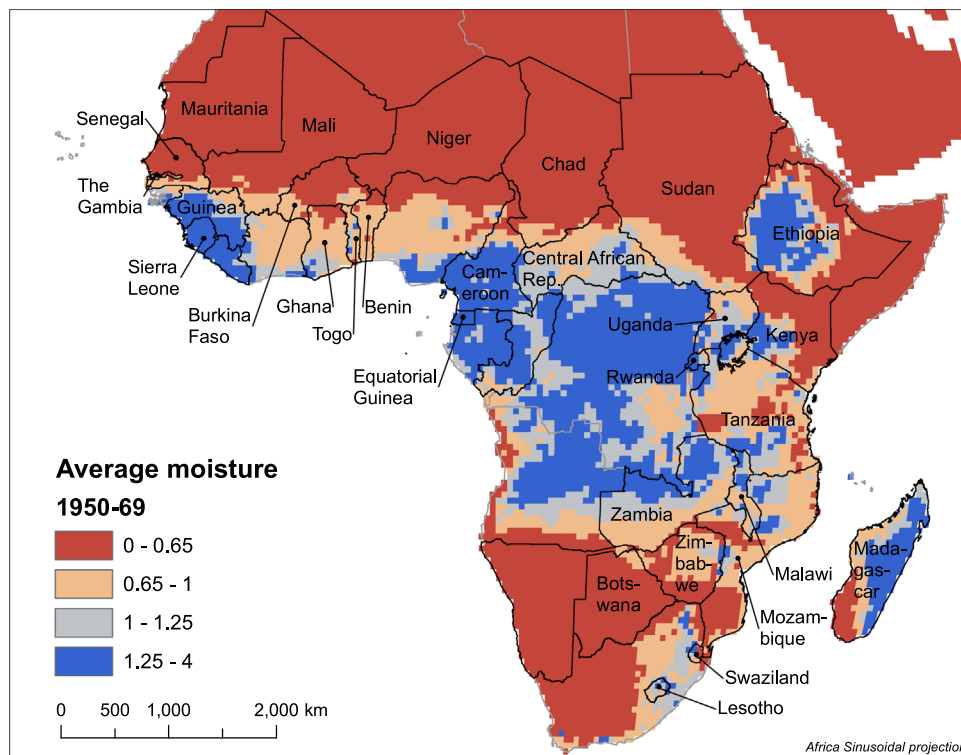 Mauritania
Senegal
Mali
Niger
Chad
Sudan
The
Gambia
Guinea
Ethiopia
Sierra
Leone
Central African
Rep.
Cam-
eroon
Burkina
Faso
Ghana
Togo
Benin
Uganda
Kenya
Equatorial
Guinea
Rwanda
Tanzania
Average moisture
1950-69
0 - 0.65
0.65 - 1
1 - 1.25
1.25 - 4
0 500 1,000 2,000 km
Zambia
Zim-
bab-
we
Mada-
gas-
car
Malawi
Bots-
wana
Mozam-
bique
Swaziland
Lesotho
Africa Sinusoidal projection